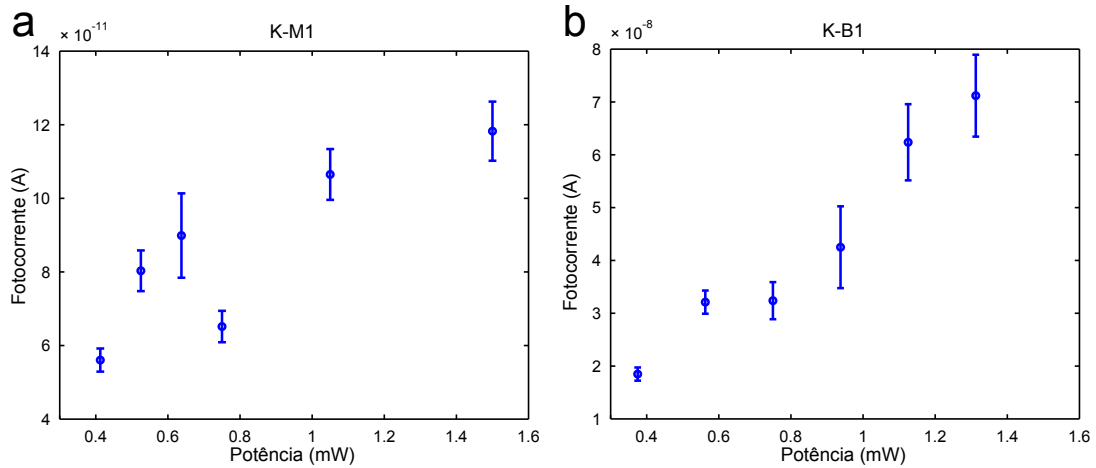 a
K-M1
× 10⁻¹¹
14
12
10
8
6
4
Fotocorrente (A)
0.4 0.6 0.8 1 1.2 1.4 1.6
Potência (mW)
b
K-B1
× 10⁻⁸
8
7
6
5
4
3
2
1
Fotocorrente (A)
0.4 0.6 0.8 1 1.2 1.4 1.6
Potência (mW)